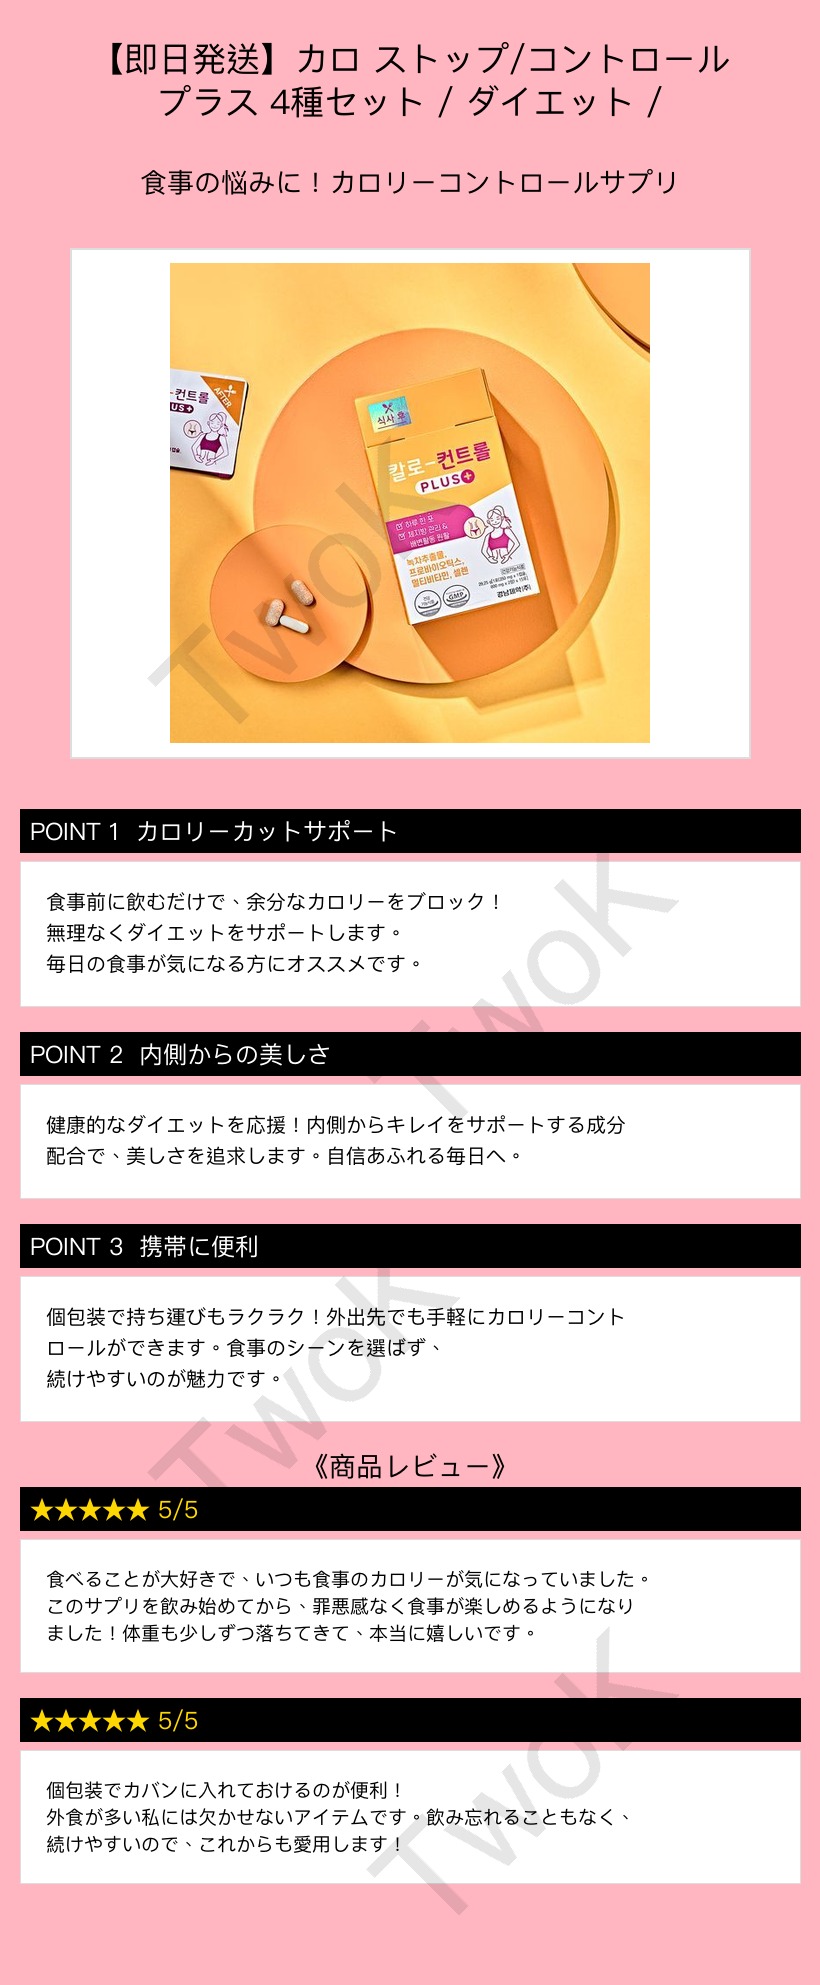 【即日発送】カロ ストップ/コントロール
プラス 4種セット / ダイエット /
食事の悩みに！カロリーコントロールサプリ
-컨트롤
US+
AFTER
식사 후
칼로-컨트롤
PLUS+
하루 한 포
체지방 관리 &
배변활동 원활
녹차추출물,
프로바이오틱스,
멀티비타민, 셀렌
건강기능식품
GMP
강남제약(주)
TwoK
POINT 1 カロリーカットサポート
食事前に飲むだけで、余分なカロリーをブロック！
無理なくダイエットをサポートします。
毎日の食事が気になる方にオススメです。
TwoK
POINT 2 内側からの美しさ
健康的なダイエットを応援！内側からキレイをサポートする成分
配合で、美しさを追求します。自信あふれる毎日へ。
POINT 3 携帯に便利
個包装で持ち運びもラクラク！外出先でも手軽にカロリーコント
ロールができます。食事のシーンを選ばず、
続けやすいのが魅力です。
TwoK
《商品レビュー》
★★★★★ 5/5
食べることが大好きで、いつも食事のカロリーが気になっていました。
このサプリを飲み始めてから、罪悪感なく食事が楽しめるようになり
ました！体重も少しずつ落ちてきて、本当に嬉しいです。
★★★★★ 5/5
個包装でカバンに入れておけるのが便利！
外食が多い私には欠かせないアイテムです。飲み忘れることもなく、
続けやすいので、これからも愛用します！
TwoK